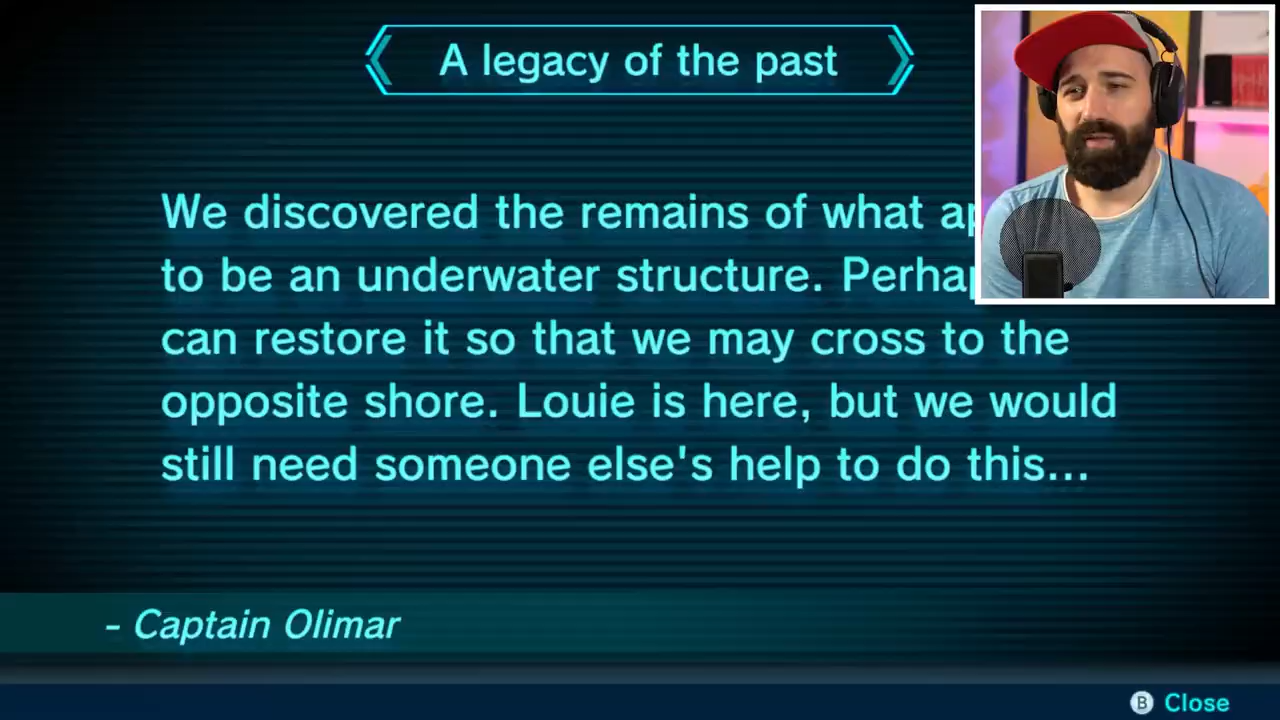 A legacy of the past
We discovered the remains of what
to be an underwater structure.
can restore it so that we may cross to the
opposite shore. Louie is here, but we would
still need someone else's help to do this...
- Captain Olimar
B Close